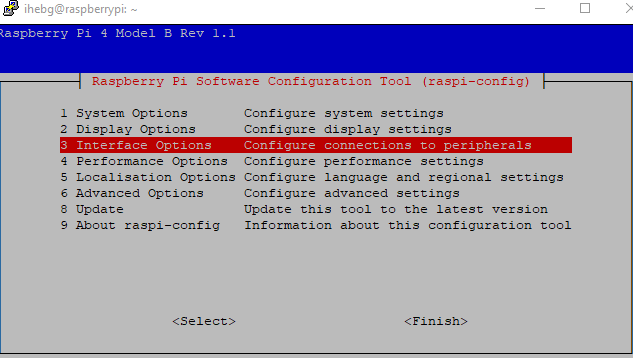 ihebg@raspberrypi: ~
Raspberry Pi 4 Model B Rev 1.1
Raspberry Pi Software Configuration Tool (raspi-config)
1 System Options Configure system settings
2 Display Options Configure display settings
3 Interface Options Configure connections to peripherals
4 Performance Options Configure performance settings
5 Localisation Options Configure language and regional settings
6 Advanced Options Configure advanced settings
8 Update Update this tool to the latest version
9 About raspi-config Information about this configuration tool
<Select> <Finish>